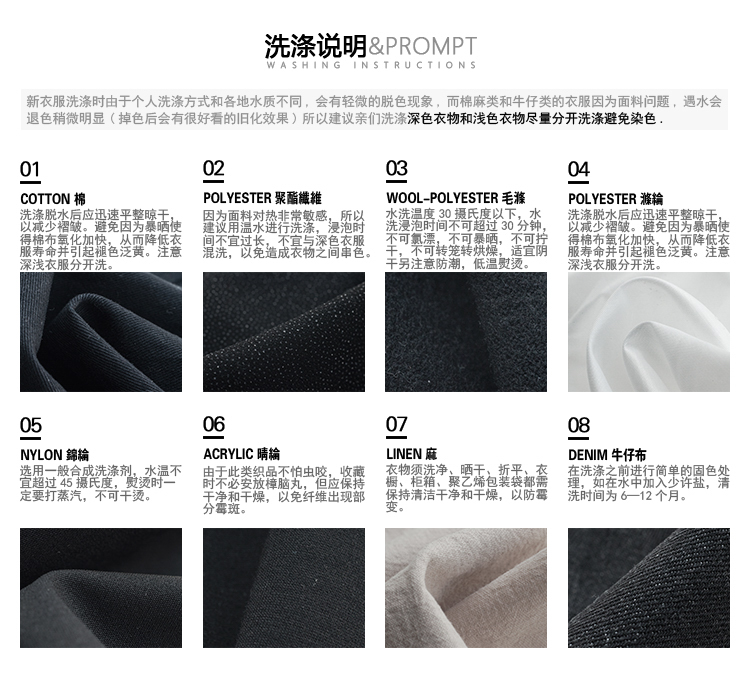 洗涤说明&PROMPT
WASHING INSTRUCTIONS
新衣服洗涤时由于个人洗涤方式和各地水质不同，会有轻微的脱色现象，而棉麻类和牛仔类的衣服因为面料问题，遇水会
退色稍微明显（掉色后会有很好看的旧化效果）所以建议亲们洗涤深色衣物和浅色衣物尽量分开洗涤避免染色．
01
COTTON 棉
洗涤脱水后应迅速平整晾干，
以减少褶皱。避免因为暴晒使
得棉布氧化加快，从而降低衣
服寿命并引起褪色泛黄。注意
深浅衣服分开洗。
02
POLYESTER 聚酯纖維
因为面料对热非常敏感，所以
建议用温水进行洗涤，浸泡时
间不宜过长，不宜与深色衣服
混洗，以免造成衣物之间串色。
03
WOOL-POLYESTER 毛滌
水洗温度 30 摄氏度以下，水
洗浸泡时间不可超过 30 分钟，
不可氯漂，不可暴晒，不可拧
干，不可转笼转烘燥，适宜阴
干另注意防潮，低温熨烫。
04
POLYESTER 滌綸
洗涤脱水后应迅速平整晾干，
以减少褶皱。避免因为暴晒使
得棉布氧化加快，从而降低衣
服寿命并引起褪色泛黄。注意
深浅衣服分开洗。
05
NYLON 錦綸
选用一般合成洗涤剂，水温不
宜超过 45 摄氏度，熨烫时一
定要打蒸汽，不可干烫。
06
ACRYLIC 晴綸
由于此类织品不怕虫咬，收藏
时不必安放樟脑丸，但应保持
干净和干燥，以免纤维出现部
分霉斑。
07
LINEN 麻
衣物须洗净、晒干、折平、衣
橱、柜箱、聚乙烯包装袋都需
保持清洁干净和干燥，以防霉
变。
08
DENIM 牛仔布
在洗涤之前进行简单的固色处
理，如在水中加入少许盐，清
洗时间为 6—12 个月。